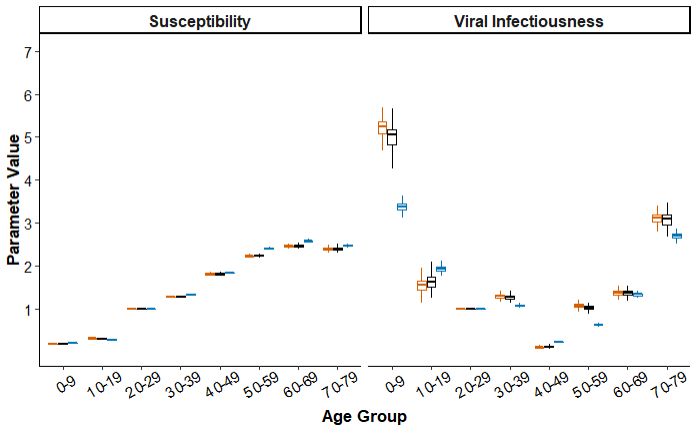 Susceptibility Viral Infectiousness
Parameter Value
7
6
5
4
3
2
1
0-9 10-19 20-29 30-39 40-49 50-59 60-69 70-79 0-9 10-19 20-29 30-39 40-49 50-59 60-69 70-79
Age Group